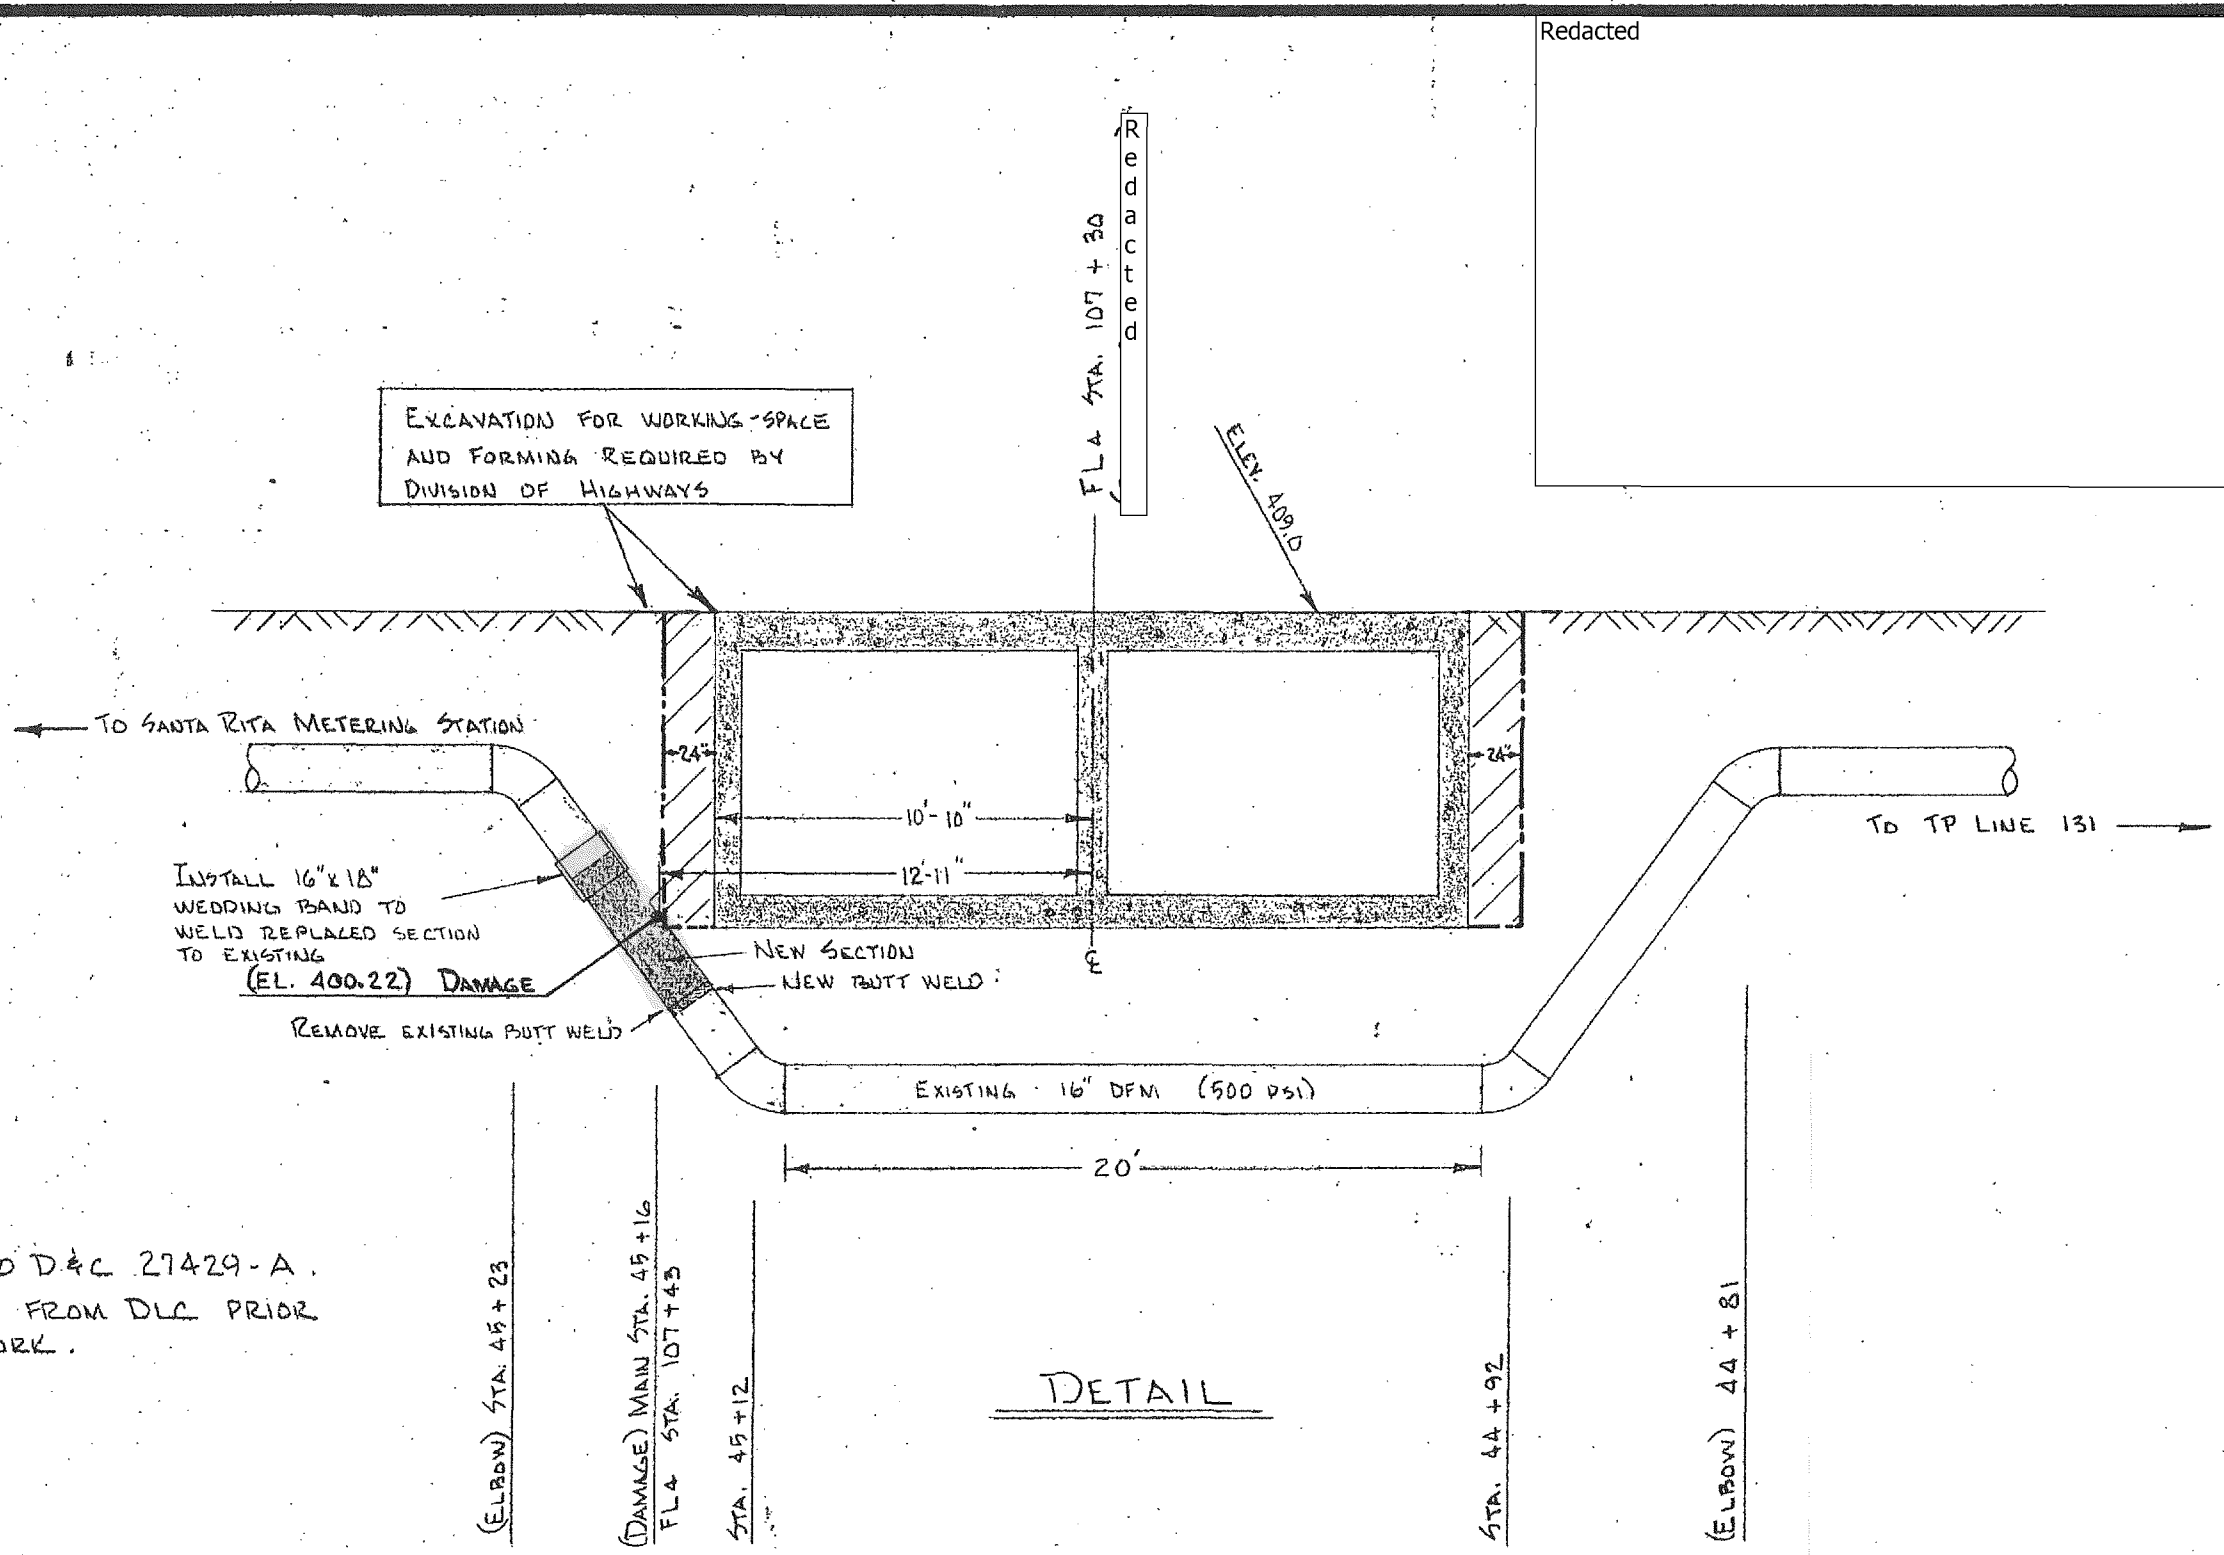 Redacted
Redacted
FL4 STA. 107 + 30
ELEV. 409.0
EXCAVATION FOR WORKING-SPACE
AND FORMING REQUIRED BY
DIVISION OF HIGHWAYS
TO SANTA RITA METERING STATION
24"
24"
10'-10"
12'-11"
TO TP LINE 131
INSTALL 16"x18"
WEDDING BAND TO
WELD REPLACED SECTION
TO EXISTING
(EL. 400.22) DAMAGE
NEW SECTION
NEW BUTT WELD
REMOVE EXISTING BUTT WELD
℄
EXISTING 16" DFM (500 PSI)
20'
D&C 27429-A.
FROM DLC PRIOR
(ELBOW) STA. 45+23
(DAMAGE) MAIN STA. 45+16
FL4 STA. 107+43
STA. 45+12
DETAIL
STA. 44+92
(ELBOW) 44+81